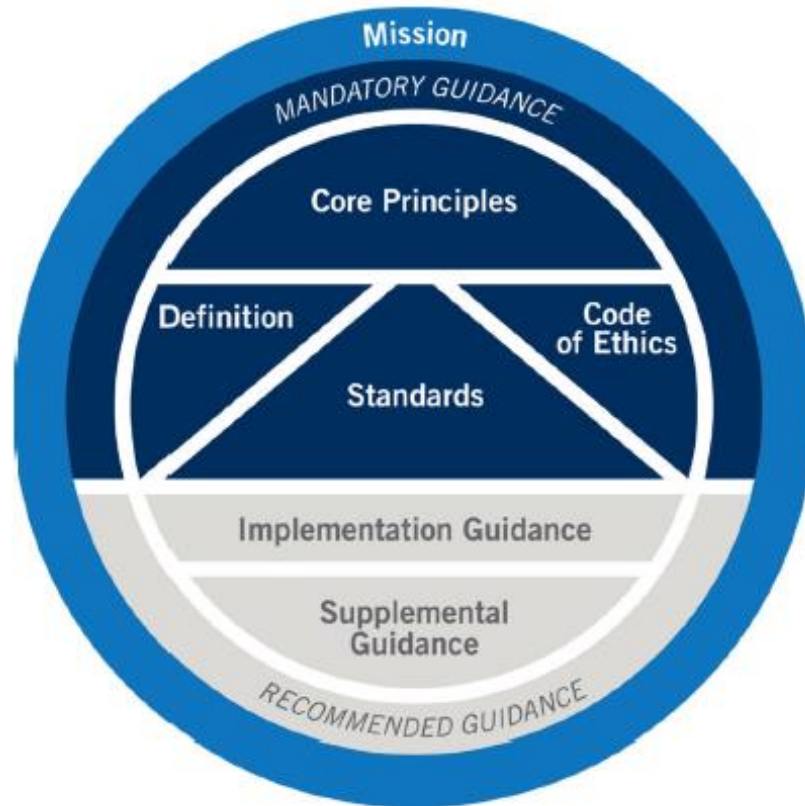 Mission
MANDATORY GUIDANCE
Core Principles
Definition
Code
of Ethics
Standards
Implementation Guidance
Supplemental
Guidance
RECOMMENDED GUIDANCE